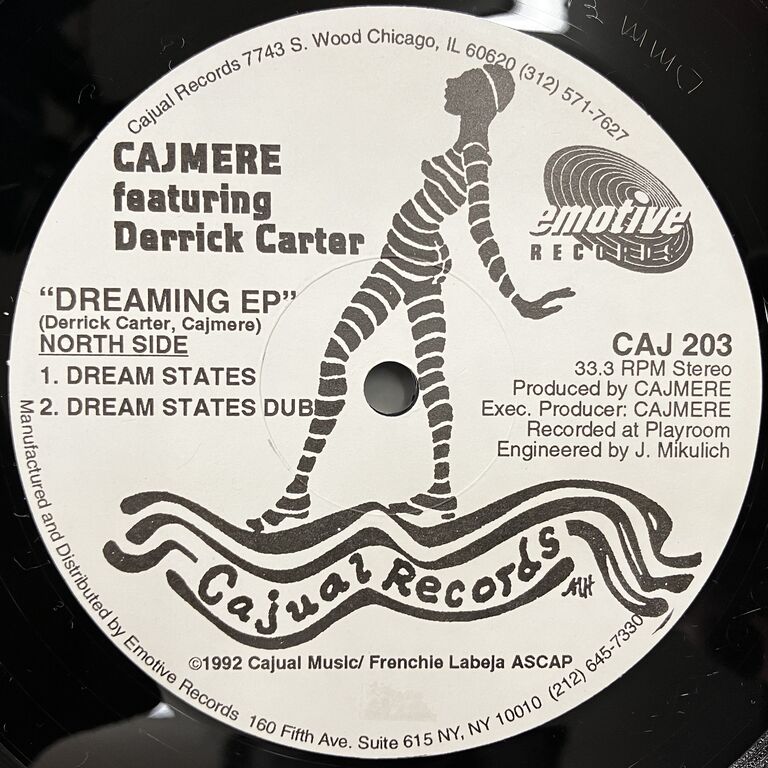 Cajual Records 7743 S. Wood Chicago, IL 60620 (312) 571-7627
CAJMERE
featuring
Derrick Carter
emotive
RECORDS
"DREAMING EP"
(Derrick Carter, Cajmere)
NORTH SIDE
1. DREAM STATES
2. DREAM STATES DUB
CAJ 203
33.3 RPM Stereo
Produced by CAJMERE
Exec. Producer: CAJMERE
Recorded at Playroom
Engineered by J. Mikulich
Cajual Records
©1992 Cajual Music/ Frenchie Labeja ASCAP
Manufactured and Distributed by Emotive Records 160 Fifth Ave. Suite 615 NY, NY 10010 (212) 645-7330